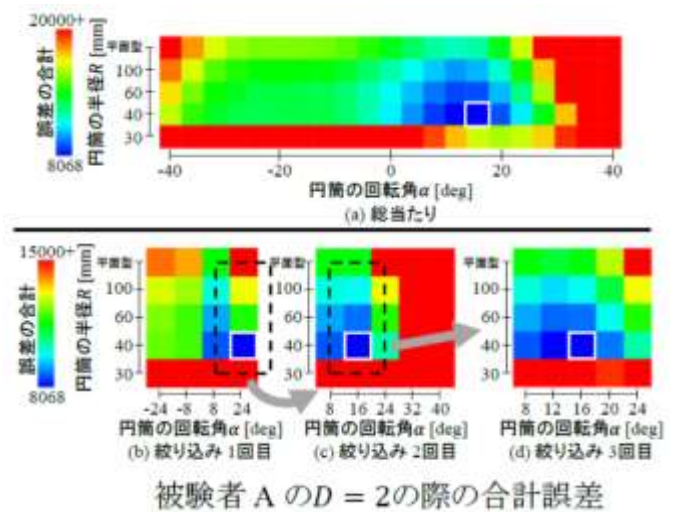 20000+
誤差の合計
8068
円筒の半径R [mm]
平面型
100
60
40
30
-40 -20 0 20 40
円筒の回転角α [deg]
(a) 総当たり
15000+
誤差の合計
8068
円筒の半径R [mm]
平面型
100
60
40
30
-24 -8 8 24
円筒の回転角α [deg]
(b) 絞り込み 1回目
平面型
100
60
40
30
8 16 24 32 40
円筒の回転角α [deg]
(c) 絞り込み 2回目
平面型
100
60
40
30
8 12 16 20 24
円筒の回転角α [deg]
(d) 絞り込み 3回目
被験者 A のD = 2の際の合計誤差